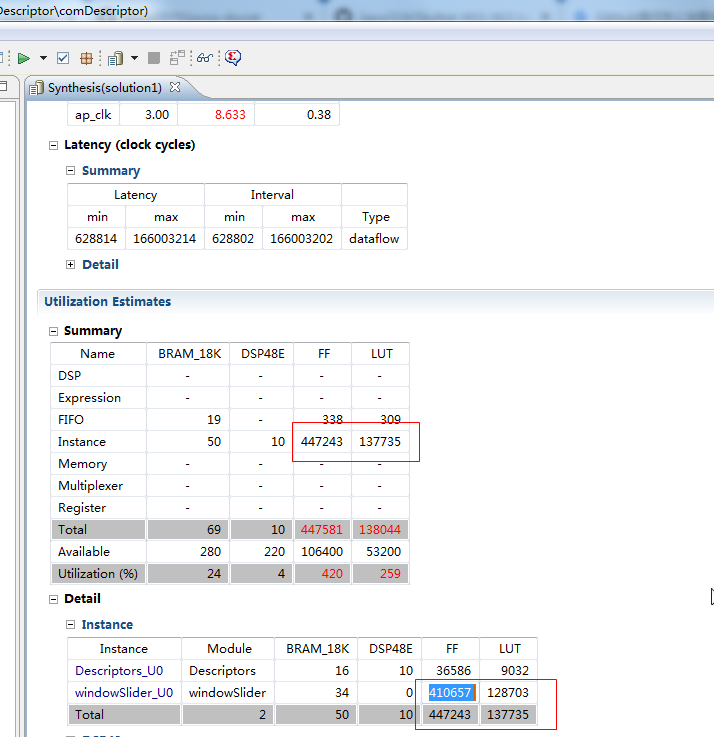 Descriptor\comDescriptor)
Synthesis(solution1)
ap_clk 3.00 8.633 0.38
Latency (clock cycles)
Summary
Latency Interval
min max min max Type
628814 166003214 628802 166003202 dataflow
Detail
Utilization Estimates
Summary
Name BRAM_18K DSP48E FF LUT
DSP - - - -
Expression - - - -
FIFO 19 - 338 309
Instance 50 10 447243 137735
Memory - - - -
Multiplexer - - - -
Register - - - -
Total 69 10 447581 138044
Available 280 220 106400 53200
Utilization (%) 24 4 420 259
Detail
Instance
Instance Module BRAM_18K DSP48E FF LUT
Descriptors_U0 Descriptors 16 10 36586 9032
windowSlider_U0 windowSlider 34 0 410657 128703
Total 2 50 10 447243 137735